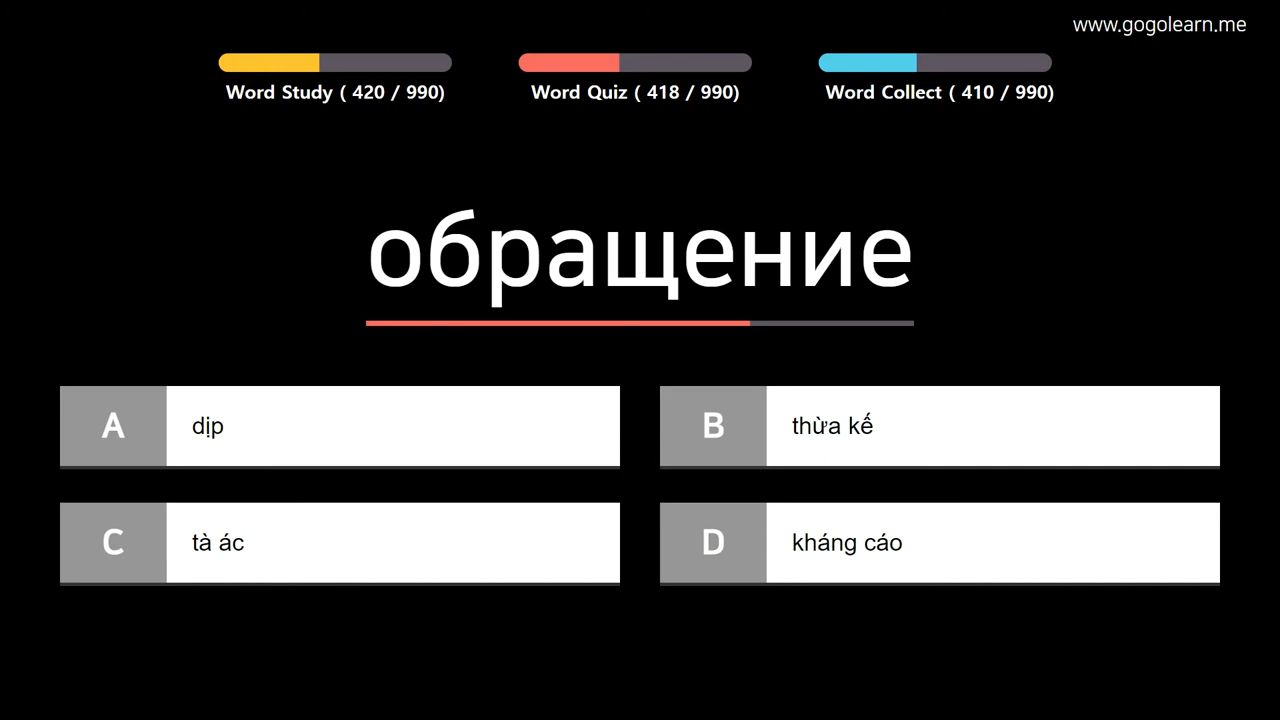 www.gogolearn.me
Word Study ( 420 / 990)
Word Quiz ( 418 / 990)
Word Collect ( 410 / 990)
обращение
A dịp
B thừa kế
C tà ác
D kháng cáo